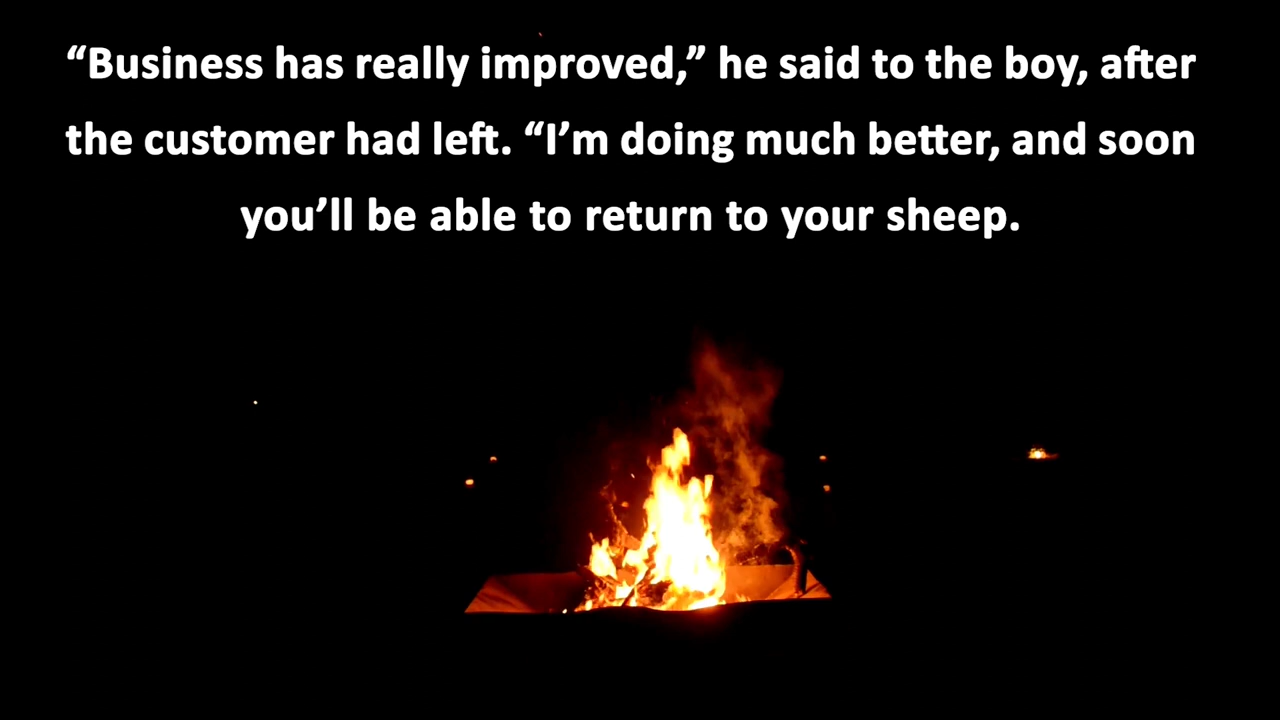 “Business has really improved,” he said to the boy, after
the customer had left. “I’m doing much better, and soon
you’ll be able to return to your sheep.